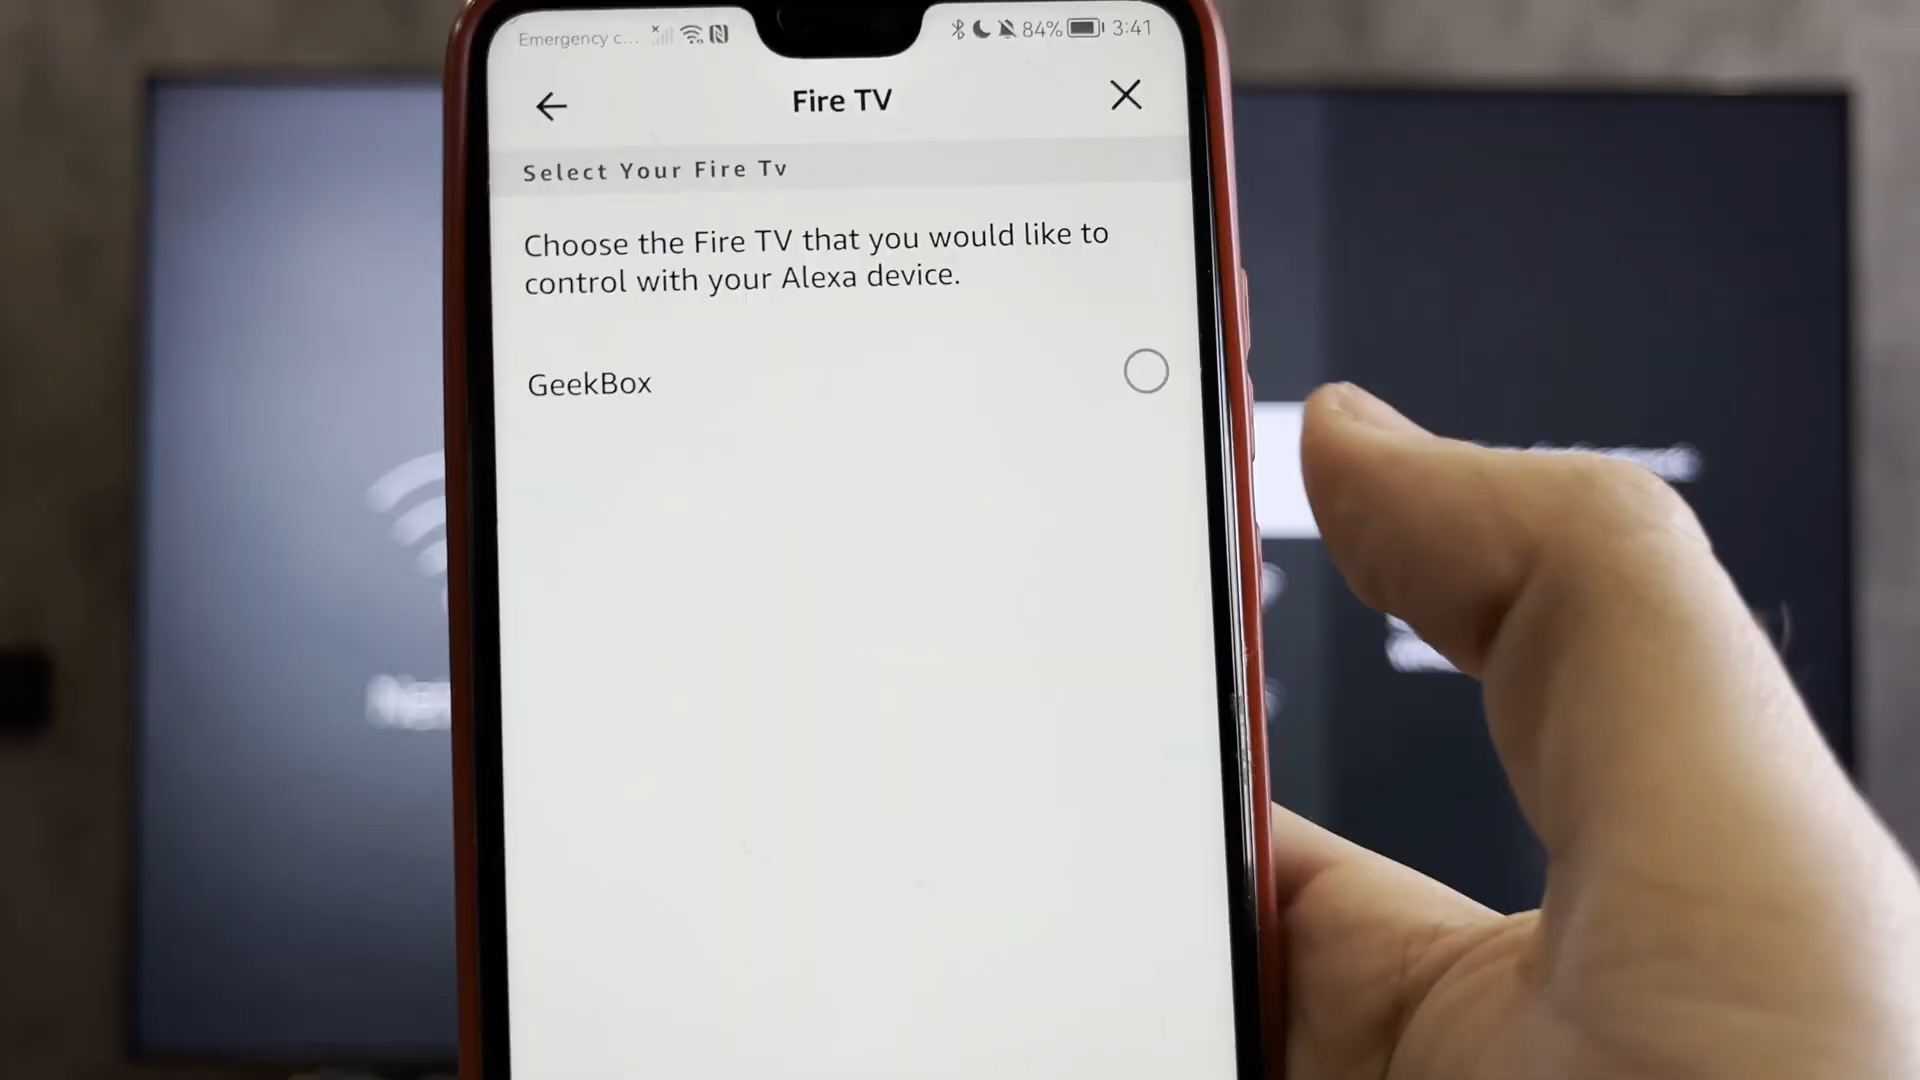 Emergency c... 84% 3:41
Fire TV
Select Your Fire Tv
Choose the Fire TV that you would like to
control with your Alexa device.
GeekBox